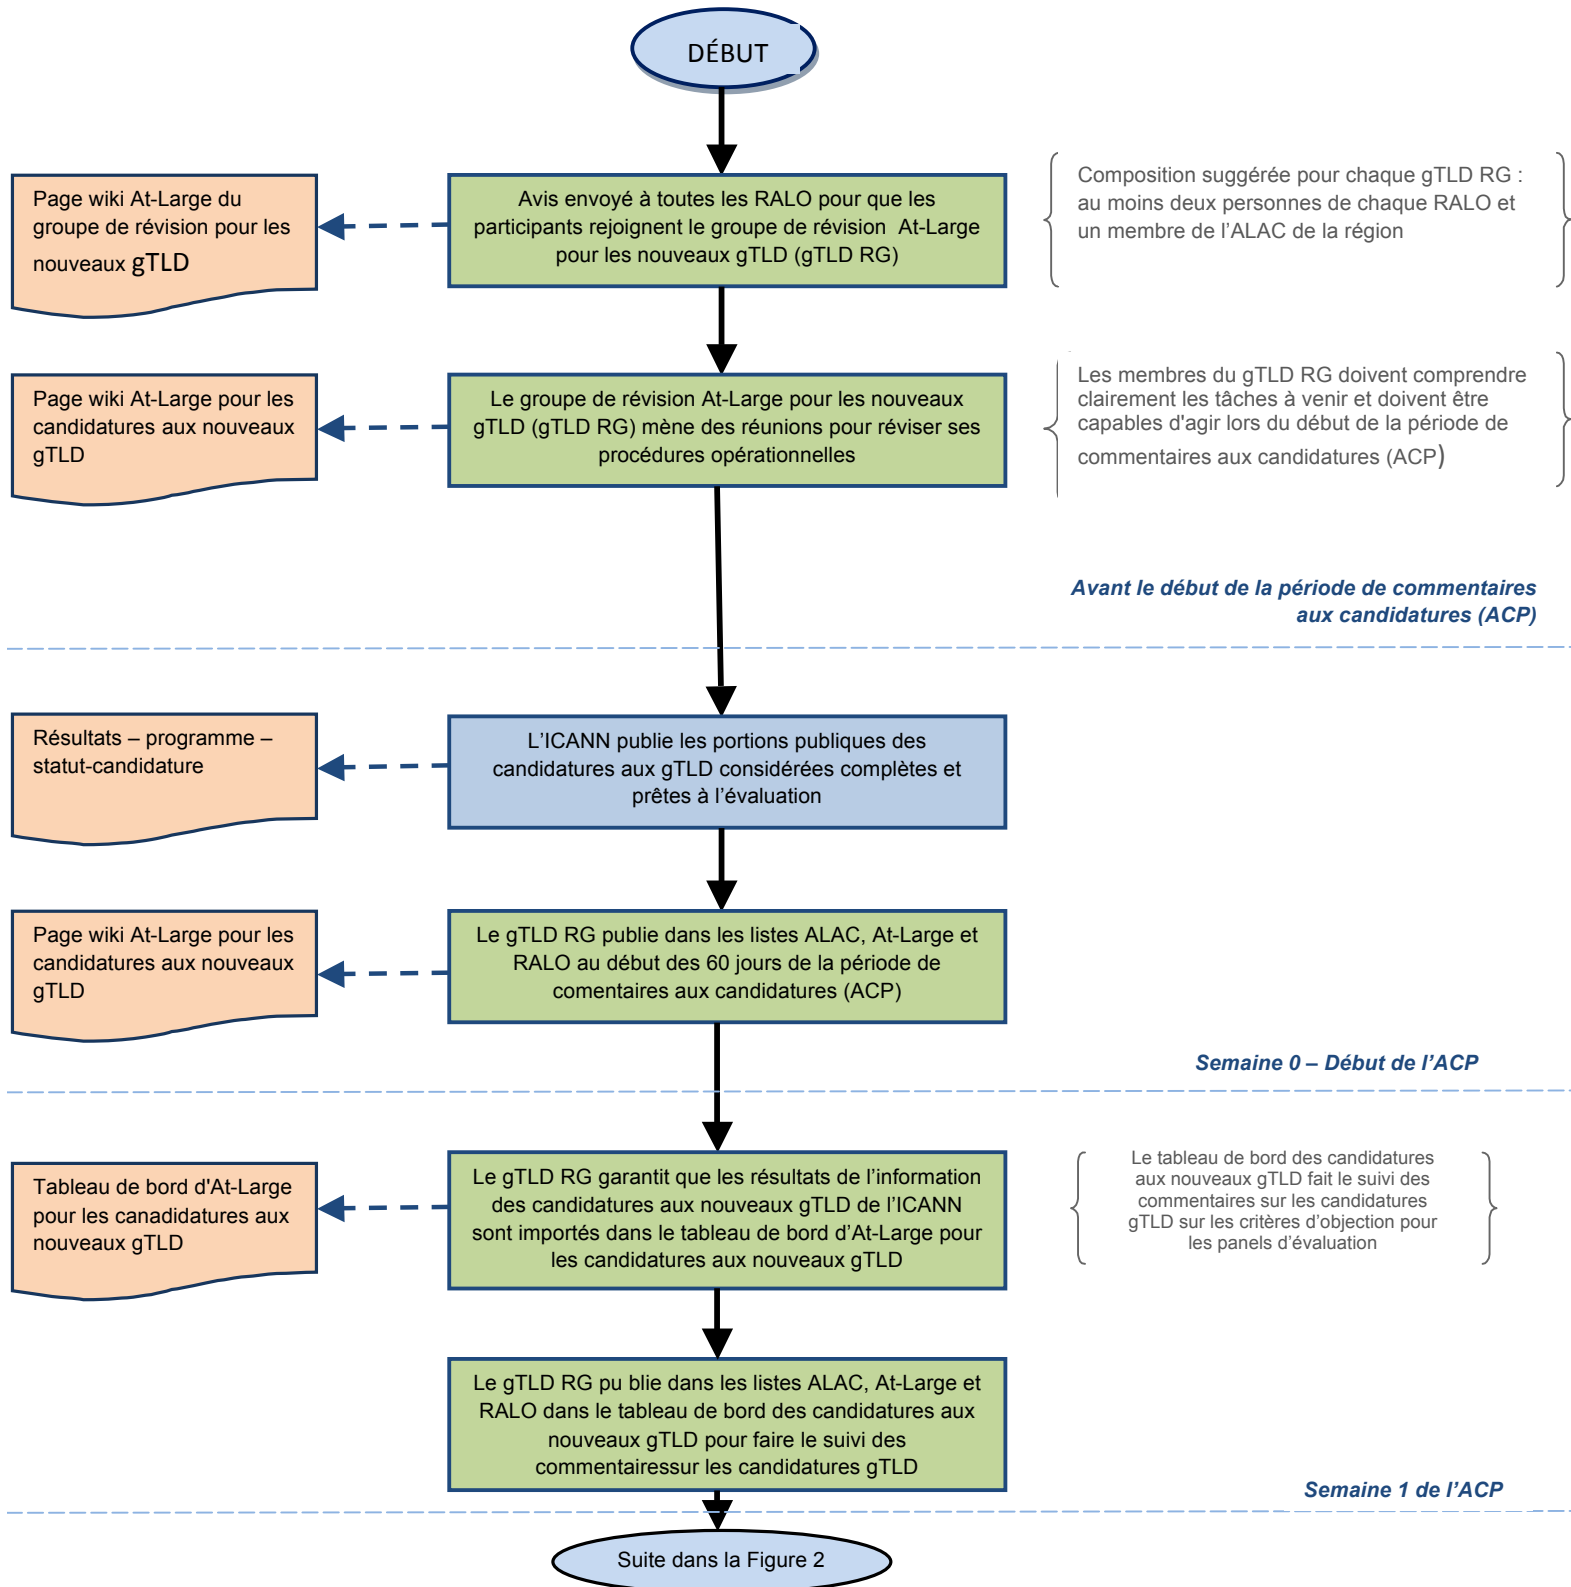 DÉBUT
Page wiki At-Large du
groupe de révision pour les
nouveaux gTLD
Avis envoyé à toutes les RALO pour que les
participants rejoignent le groupe de révision At-Large
pour les nouveaux gTLD (gTLD RG)
Composition suggérée pour chaque gTLD RG :
au moins deux personnes de chaque RALO et
un membre de l'ALAC de la région
Page wiki At-Large pour les
candidatures aux nouveaux
gTLD
Le groupe de révision At-Large pour les nouveaux
gTLD (gTLD RG) mène des réunions pour réviser ses
procédures opérationnelles
Les membres du gTLD RG doivent comprendre
clairement les tâches à venir et doivent être
capables d'agir lors du début de la période de
commentaires aux candidatures (ACP)
Avant le début de la période de commentaires
aux candidatures (ACP)
Résultats – programme –
statut-candidature
L'ICANN publie les portions publiques des
candidatures aux gTLD considérées complètes et
prêtes à l'évaluation
Page wiki At-Large pour les
candidatures aux nouveaux
gTLD
Le gTLD RG publie dans les listes ALAC, At-Large et
RALO au début des 60 jours de la période de
comentaires aux candidatures (ACP)
Semaine 0 – Début de l'ACP
Tableau de bord d'At-Large
pour les canadidatures aux
nouveaux gTLD
Le gTLD RG garantit que les résultats de l'information
des candidatures aux nouveaux gTLD de l'ICANN
sont importés dans le tableau de bord d'At-Large pour
les candidatures aux nouveaux gTLD
Le tableau de bord des candidatures
aux nouveaux gTLD fait le suivi des
commentaires sur les candidatures
gTLD sur les critères d'objection pour
les panels d'évaluation
Le gTLD RG pu blie dans les listes ALAC, At-Large et
RALO dans le tableau de bord des candidatures aux
nouveaux gTLD pour faire le suivi des
commentairessur les candidatures gTLD
Semaine 1 de l'ACP
Suite dans la Figure 2